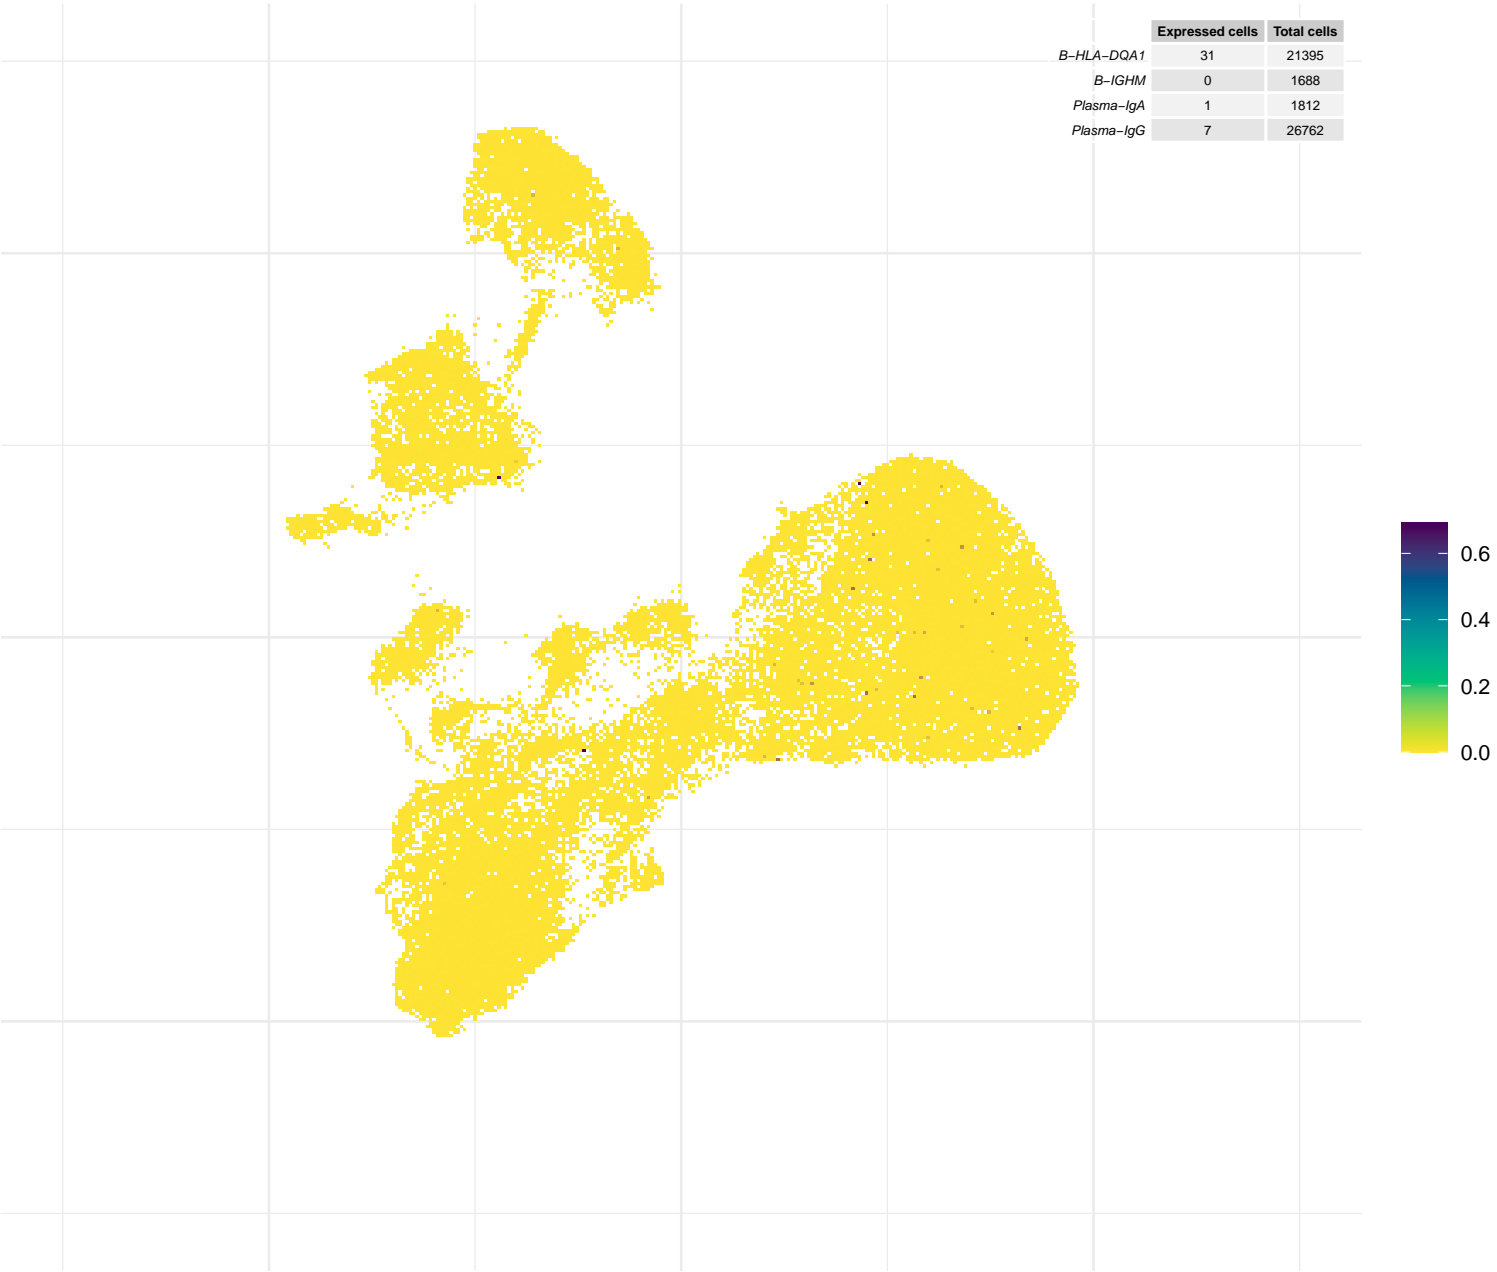 Expressed cells Total cells
B−HLA−DQA1 31 21395
B−IGHM 0 1688
Plasma−IgA 1 1812
Plasma−IgG 7 26762
0.6
0.4
0.2
0.0